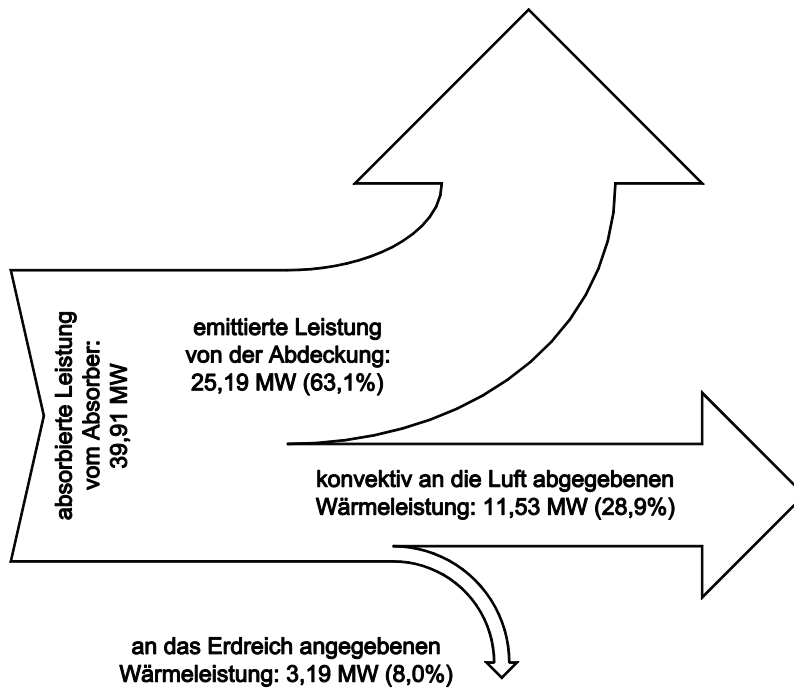 absorbierte Leistung
vom Absorber:
39,91 MW
emittierte Leistung
von der Abdeckung:
25,19 MW (63,1%)
konvektiv an die Luft abgegebenen
Wärmeleistung: 11,53 MW (28,9%)
an das Erdreich angegebenen
Wärmeleistung: 3,19 MW (8,0%)